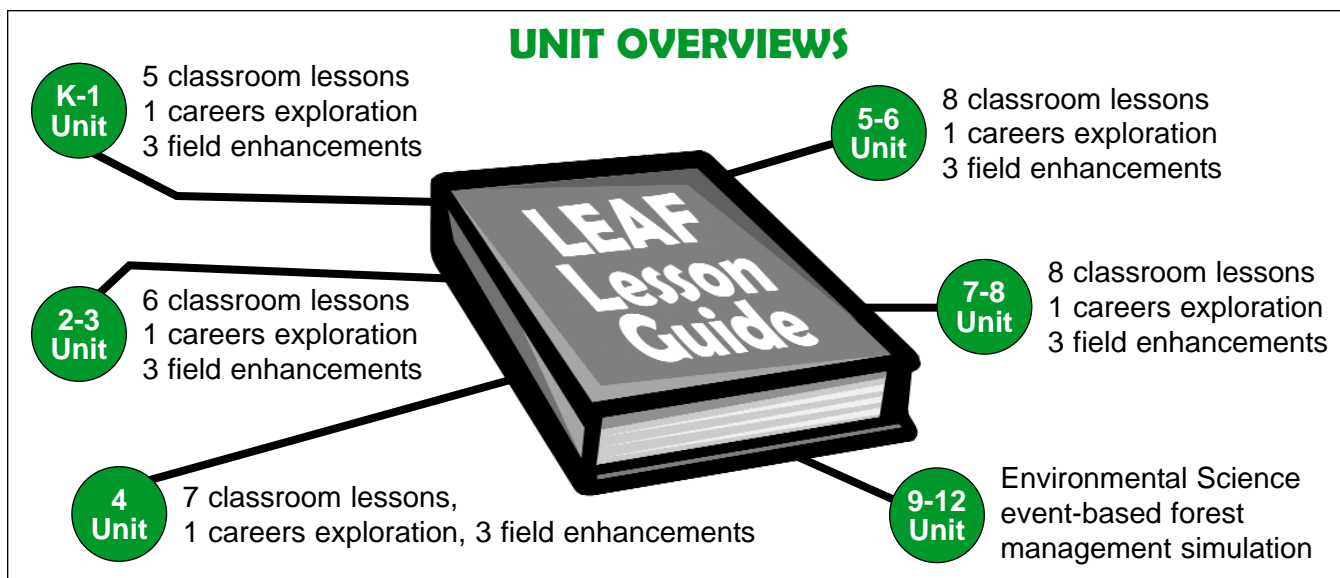 UNIT OVERVIEWS
K-1
Unit
5 classroom lessons
1 careers exploration
3 field enhancements
2-3
Unit
6 classroom lessons
1 careers exploration
3 field enhancements
4
Unit
7 classroom lessons,
1 careers exploration, 3 field enhancements
LEAF
Lesson
Guide
5-6
Unit
8 classroom lessons
1 careers exploration
3 field enhancements
7-8
Unit
8 classroom lessons
1 careers exploration
3 field enhancements
9-12
Unit
Environmental Science
event-based forest
management simulation